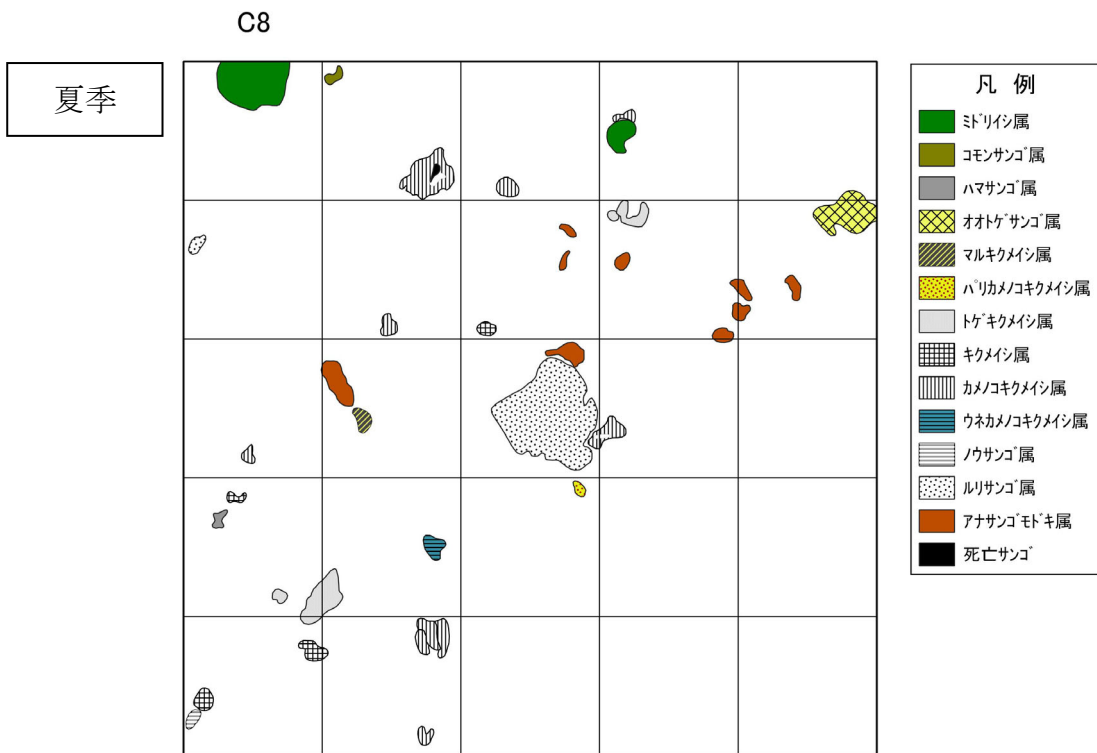 C8
夏季
凡 例
ミドリイシ属
コモンサンゴ属
ハマサンゴ属
オオトゲサンゴ属
マルキクメイシ属
パリカメノコキクメイシ属
トゲキクメイシ属
キクメイシ属
カメノコキクメイシ属
ウネカメノコキクメイシ属
ノウサンゴ属
ルリサンゴ属
アナサンゴモドキ属
死亡サンゴ